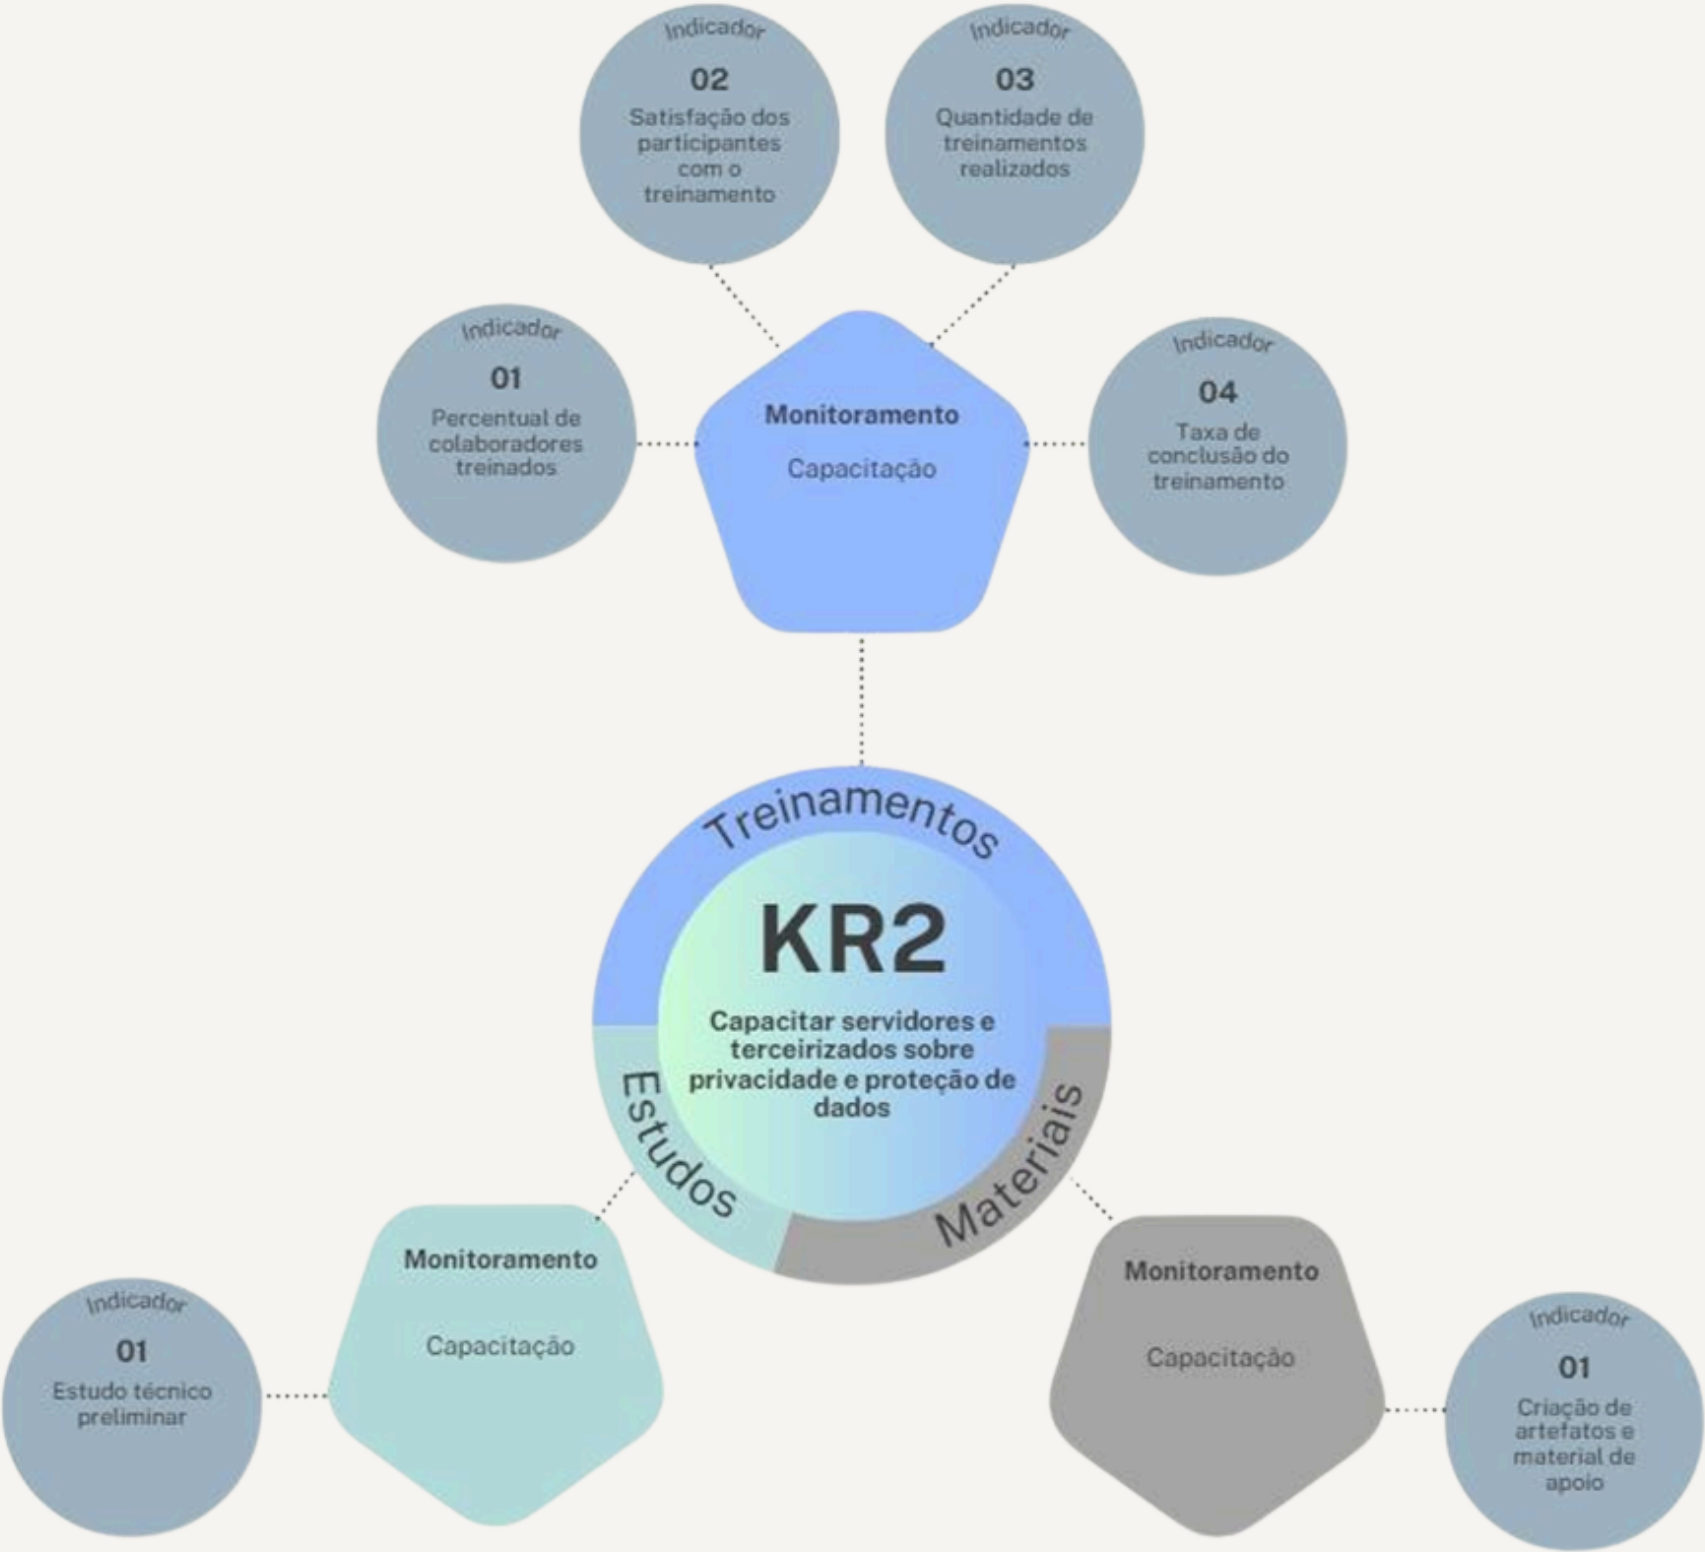 Indicador
02
Satisfação dos
participantes
com o
treinamento
Indicador
03
Quantidade de
treinamentos
realizados
Indicador
01
Percentual de
colaboradores
treinados
Monitoramento
Capacitação
Indicador
04
Taxa de
conclusão do
treinamento
Treinamentos
KR2
Capacitar servidores e
terceirizados sobre
privacidade e proteção de
dados
Estudos
Materiais
Monitoramento
Capacitação
Indicador
01
Estudo técnico
preliminar
Monitoramento
Capacitação
Indicador
01
Criação de
artefatos e
material de
apoio